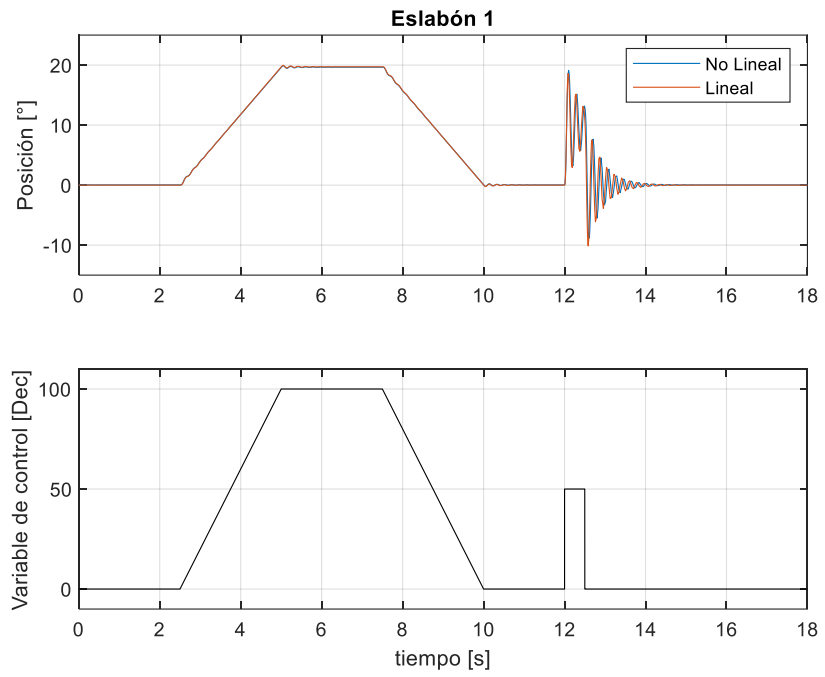 Eslabón 1
Posición [°]
20
10
0
-10
No Lineal
Lineal
0 2 4 6 8 10 12 14 16 18
Variable de control [Dec]
100
50
0
0 2 4 6 8 10 12 14 16 18
tiempo [s]